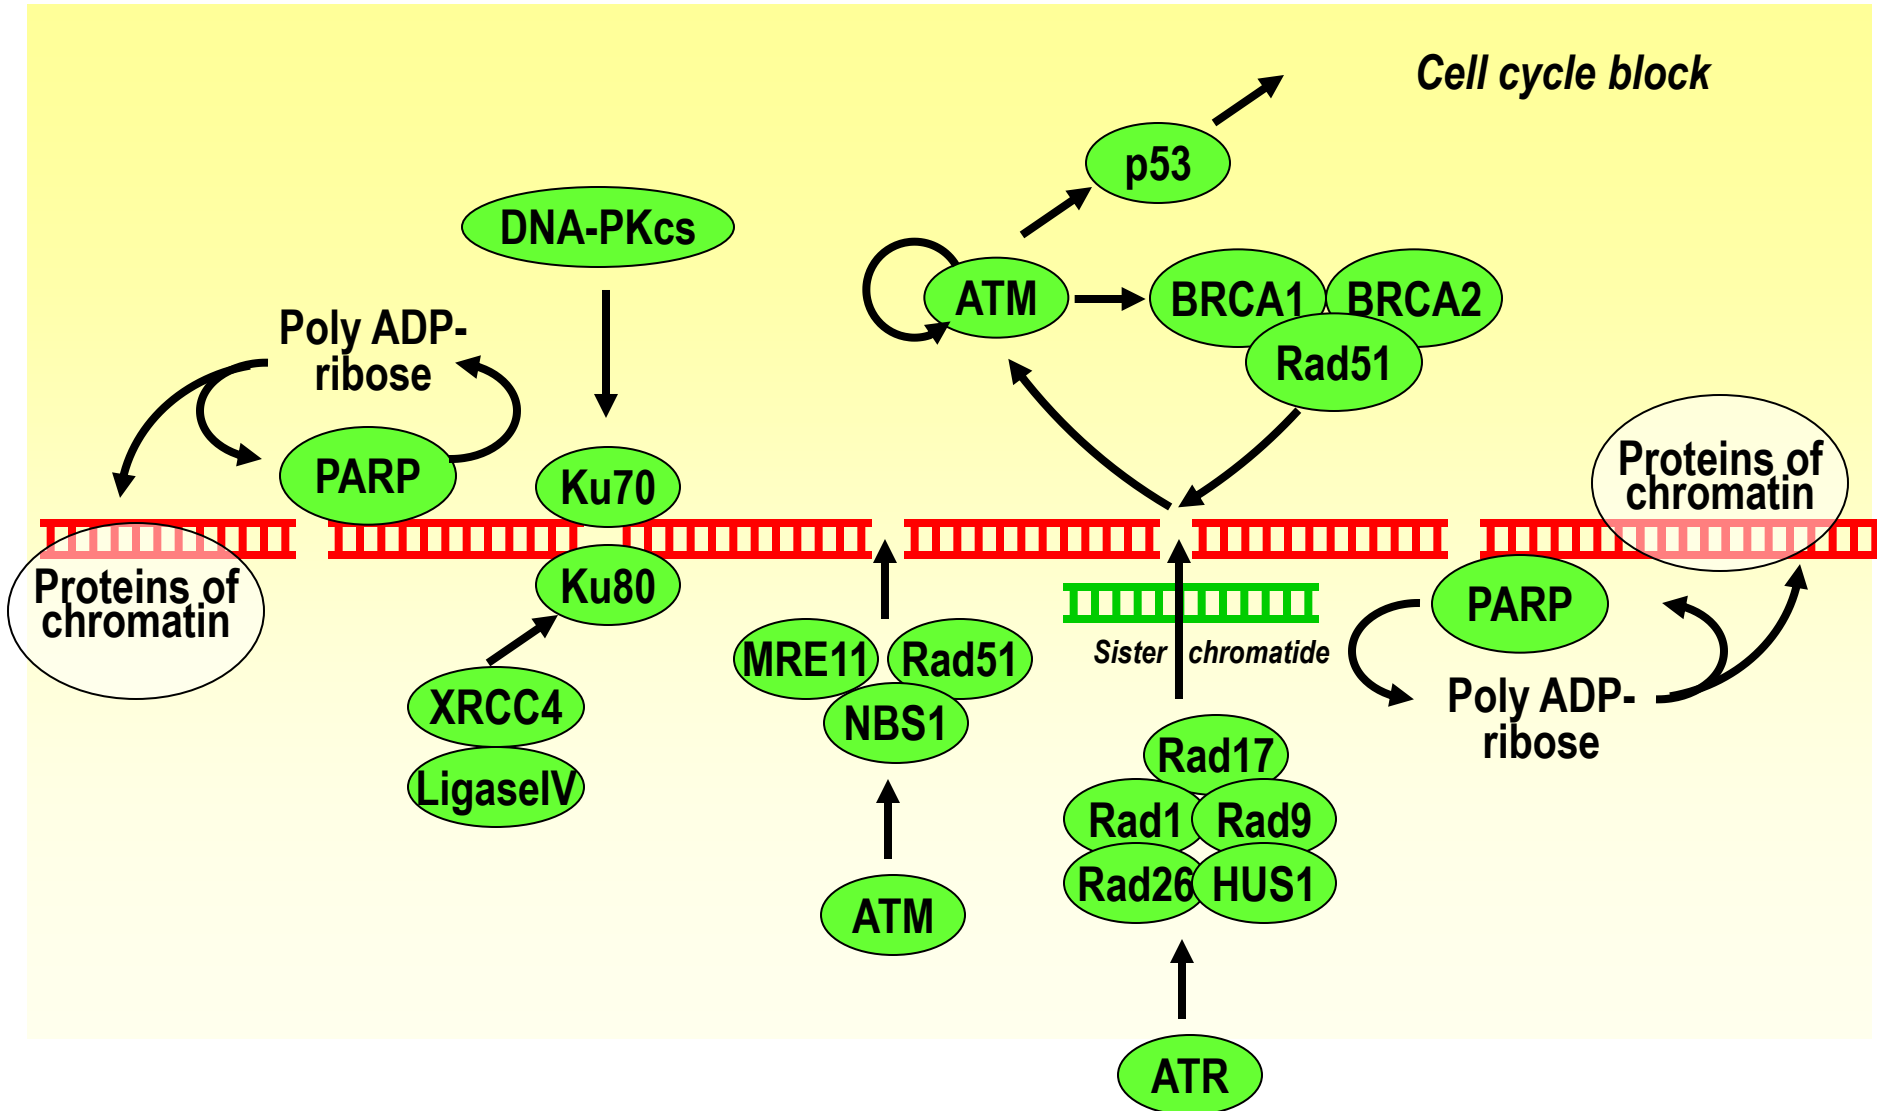 Cell cycle block
p53
DNA-PKcs
ATM
BRCA1
BRCA2
Rad51
Poly ADP-
ribose
PARP
Ku70
Proteins of
chromatin
Proteins of
chromatin
Ku80
PARP
MRE11
Rad51
NBS1
Sister chromatide
XRCC4
LigaseIV
Poly ADP-
ribose
Rad17
Rad1
Rad9
Rad26
HUS1
ATM
ATR